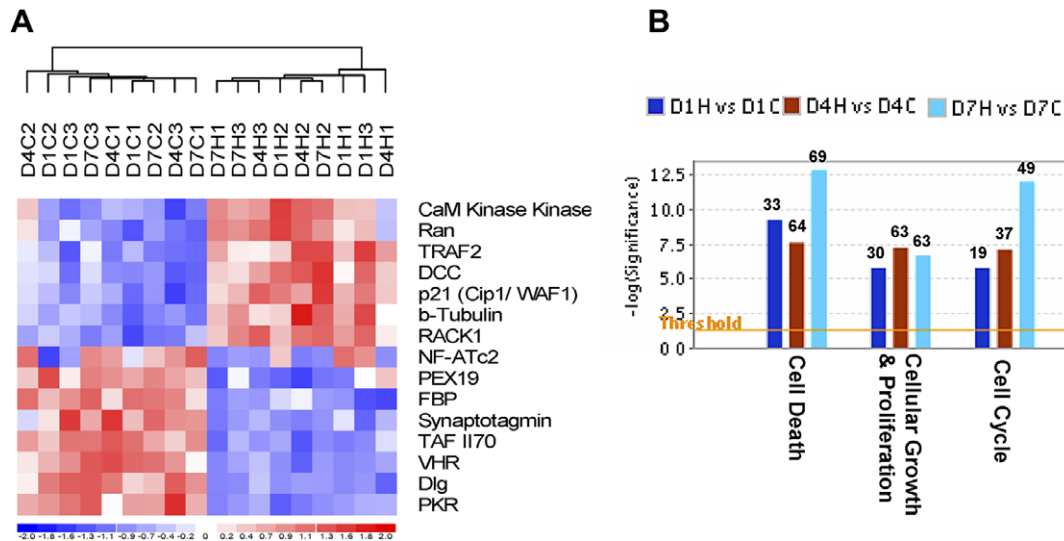 A
D4C2 D1C2 D1C3 D7C3 D4C1 D1C1 D7C2 D4C3 D7C1 D7H1 D7H3 D4H3 D1H2 D4H2 D7H2 D1H1 D1H3 D4H1
CaM Kinase Kinase
Ran
TRAF2
DCC
p21 (Cip1/ WAF1)
b-Tubulin
RACK1
NF-ATc2
PEX19
FBP
Synaptotagmin
TAF II70
VHR
Dlg
PKR
-2.0 -1.8 -1.6 -1.3 -1.1 -0.9 -0.7 -0.4 -0.2 0 0.2 0.4 0.7 0.9 1.1 1.3 1.6 1.8 2.0
B
D1H vs D1C D4H vs D4C D7H vs D7C
-log(Significance)
12.5
10.0
7.5
5.0
2.5
0 0
Threshold
33 64 69
30 63 63
19 37 49
Cell Death
Cellular Growth
& Proliferation
Cell Cycle